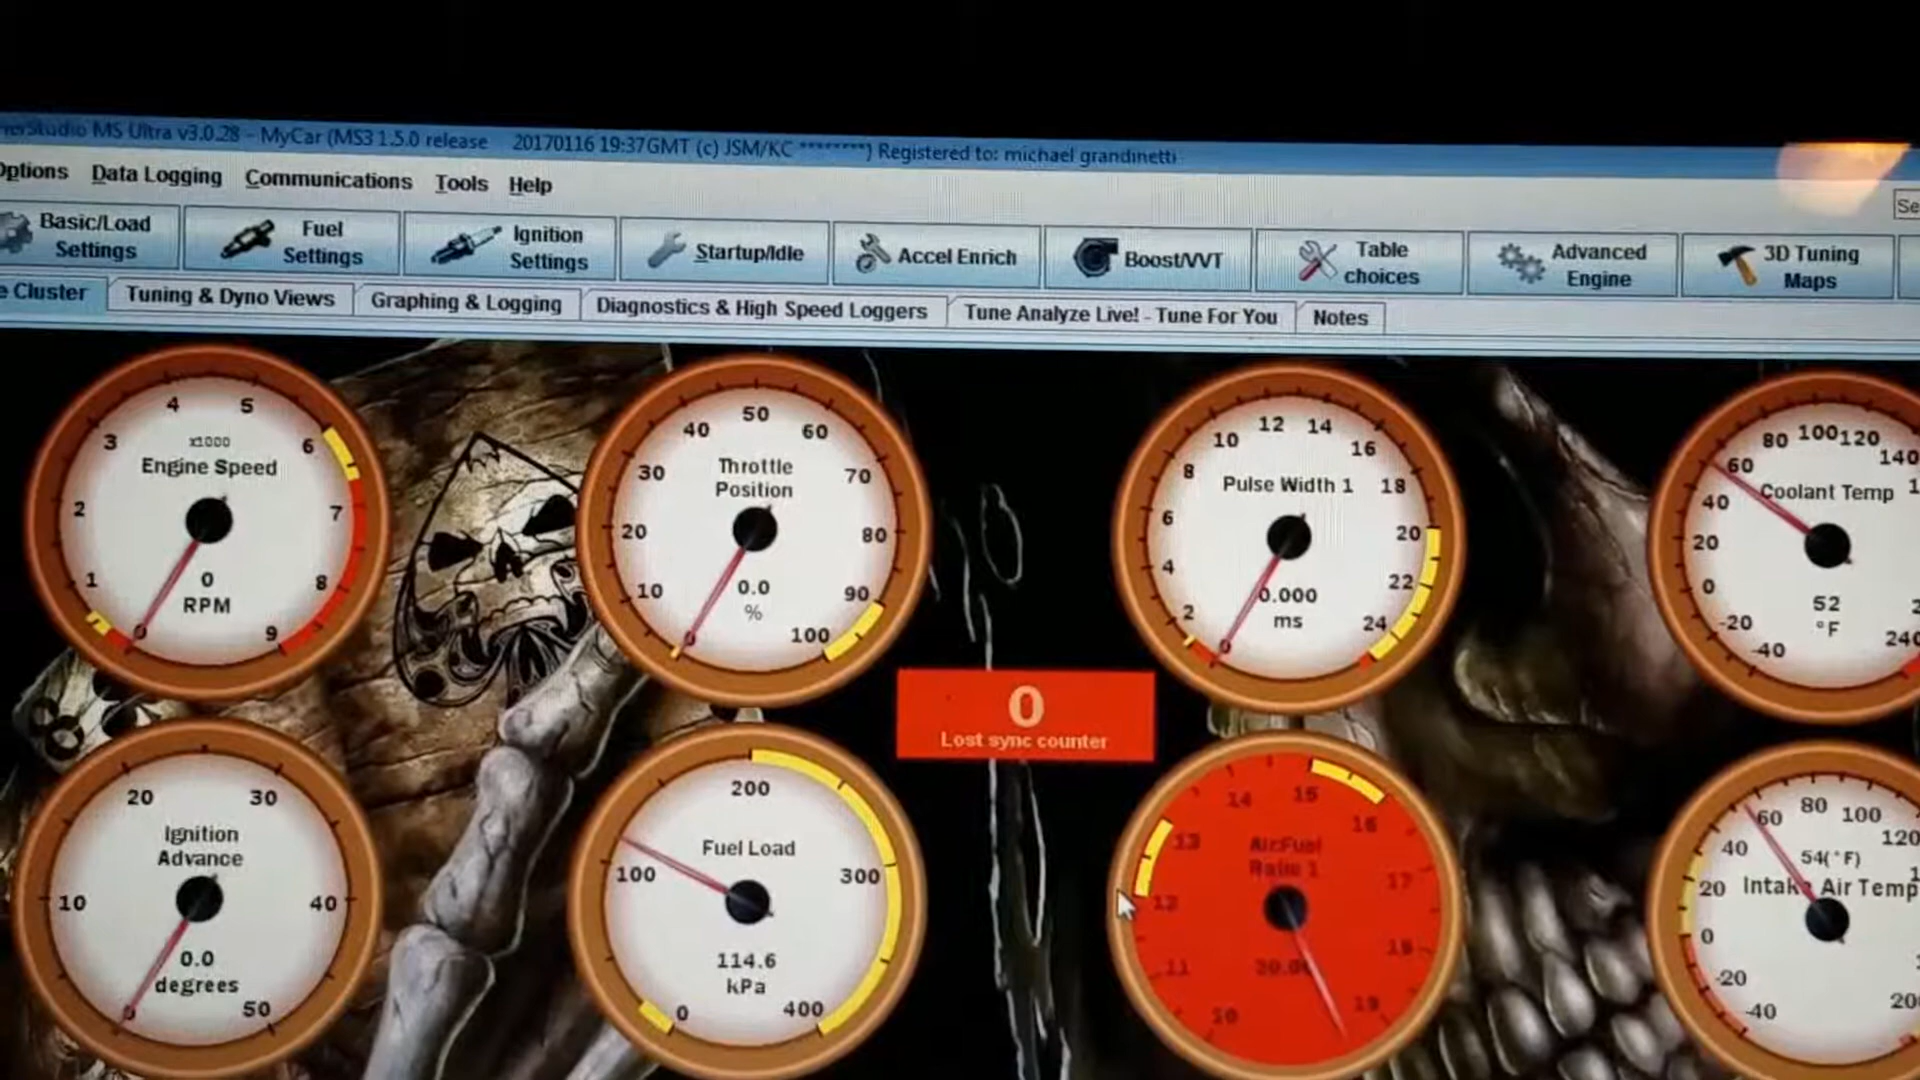 erStudio MS Ultra v3.0.28 - MyCar (MS3 1.5.0 release 20170116 19:37GMT (c) JSM/KC ********) Registered to: michael grandinetti
Options Data Logging Communications Tools Help
Se
Basic/Load
Settings
Fuel
Settings
Ignition
Settings
Startup/Idle
Accel Enrich
Boost/VVT
Table
choices
Advanced
Engine
3D Tuning
Maps
e Cluster
Tuning & Dyno Views
Graphing & Logging
Diagnostics & High Speed Loggers
Tune Analyze Live! - Tune For You
Notes
0 1 2 3 4 5 6 7 8 9
x1000
Engine Speed
0
RPM
0 10 20 30 40 50 60 70 80 90 100
Throttle
Position
0.0
%
0 2 4 6 8 10 12 14 16 18 20 22 24
Pulse Width 1
0.000
ms
-40 -20 0 20 40 60 80 100 120 140
240
Coolant Temp
52
°F
0
Lost sync counter
0 10 20 30 40 50
Ignition
Advance
0.0
degrees
0 100 200 300 400
Fuel Load
114.6
kPa
10 11 12 13 14 15 16 17 18 19
Air:Fuel
Ratio 1
-40 -20 0 20 40 60 80 100 120
54(°F)
Intake Air Temp